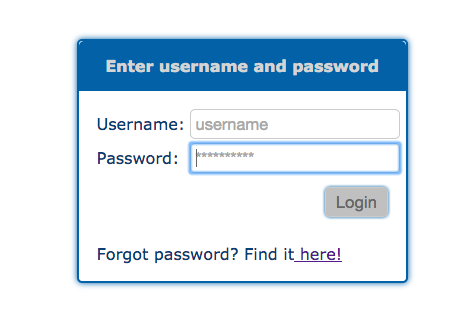 Enter username and password
Username: username
Password: **********
Login
Forgot password? Find it here!